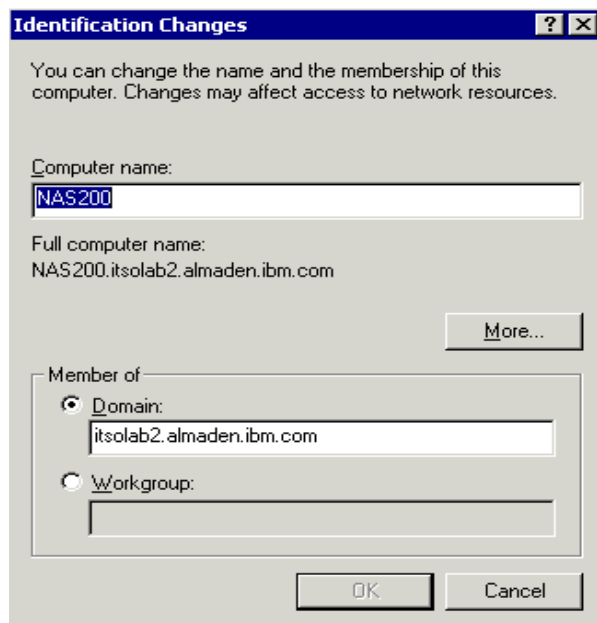 Identification Changes
You can change the name and the membership of this
computer. Changes may affect access to network resources.
Computer name:
NAS200
Full computer name:
NAS200.itsolab2.almaden.ibm.com
More...
Member of
Domain:
itsolab2.almaden.ibm.com
Workgroup:
OK Cancel